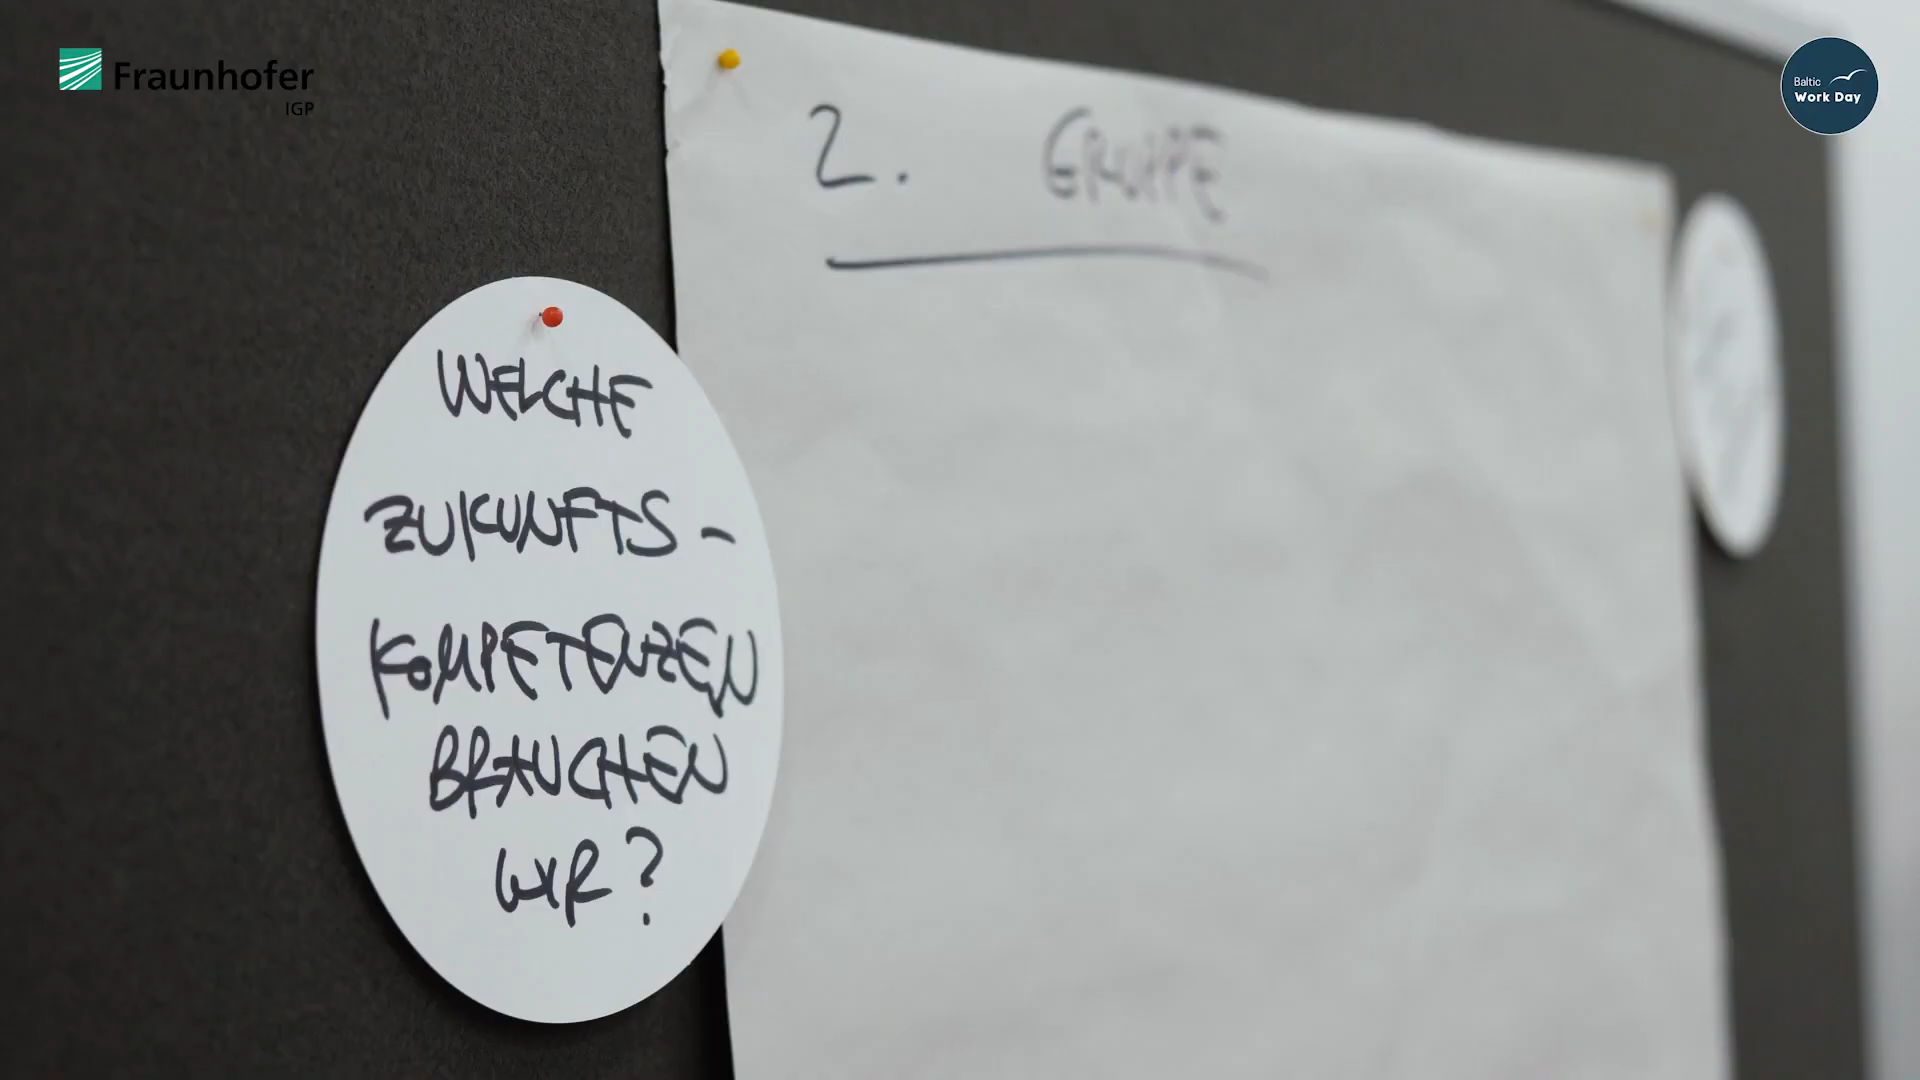 Fraunhofer
IGP
Baltic
Work Day
2. GRUPPE
WELCHE
ZUKUNFTS-
KOMPETENZEN
BRAUCHEN
WIR?